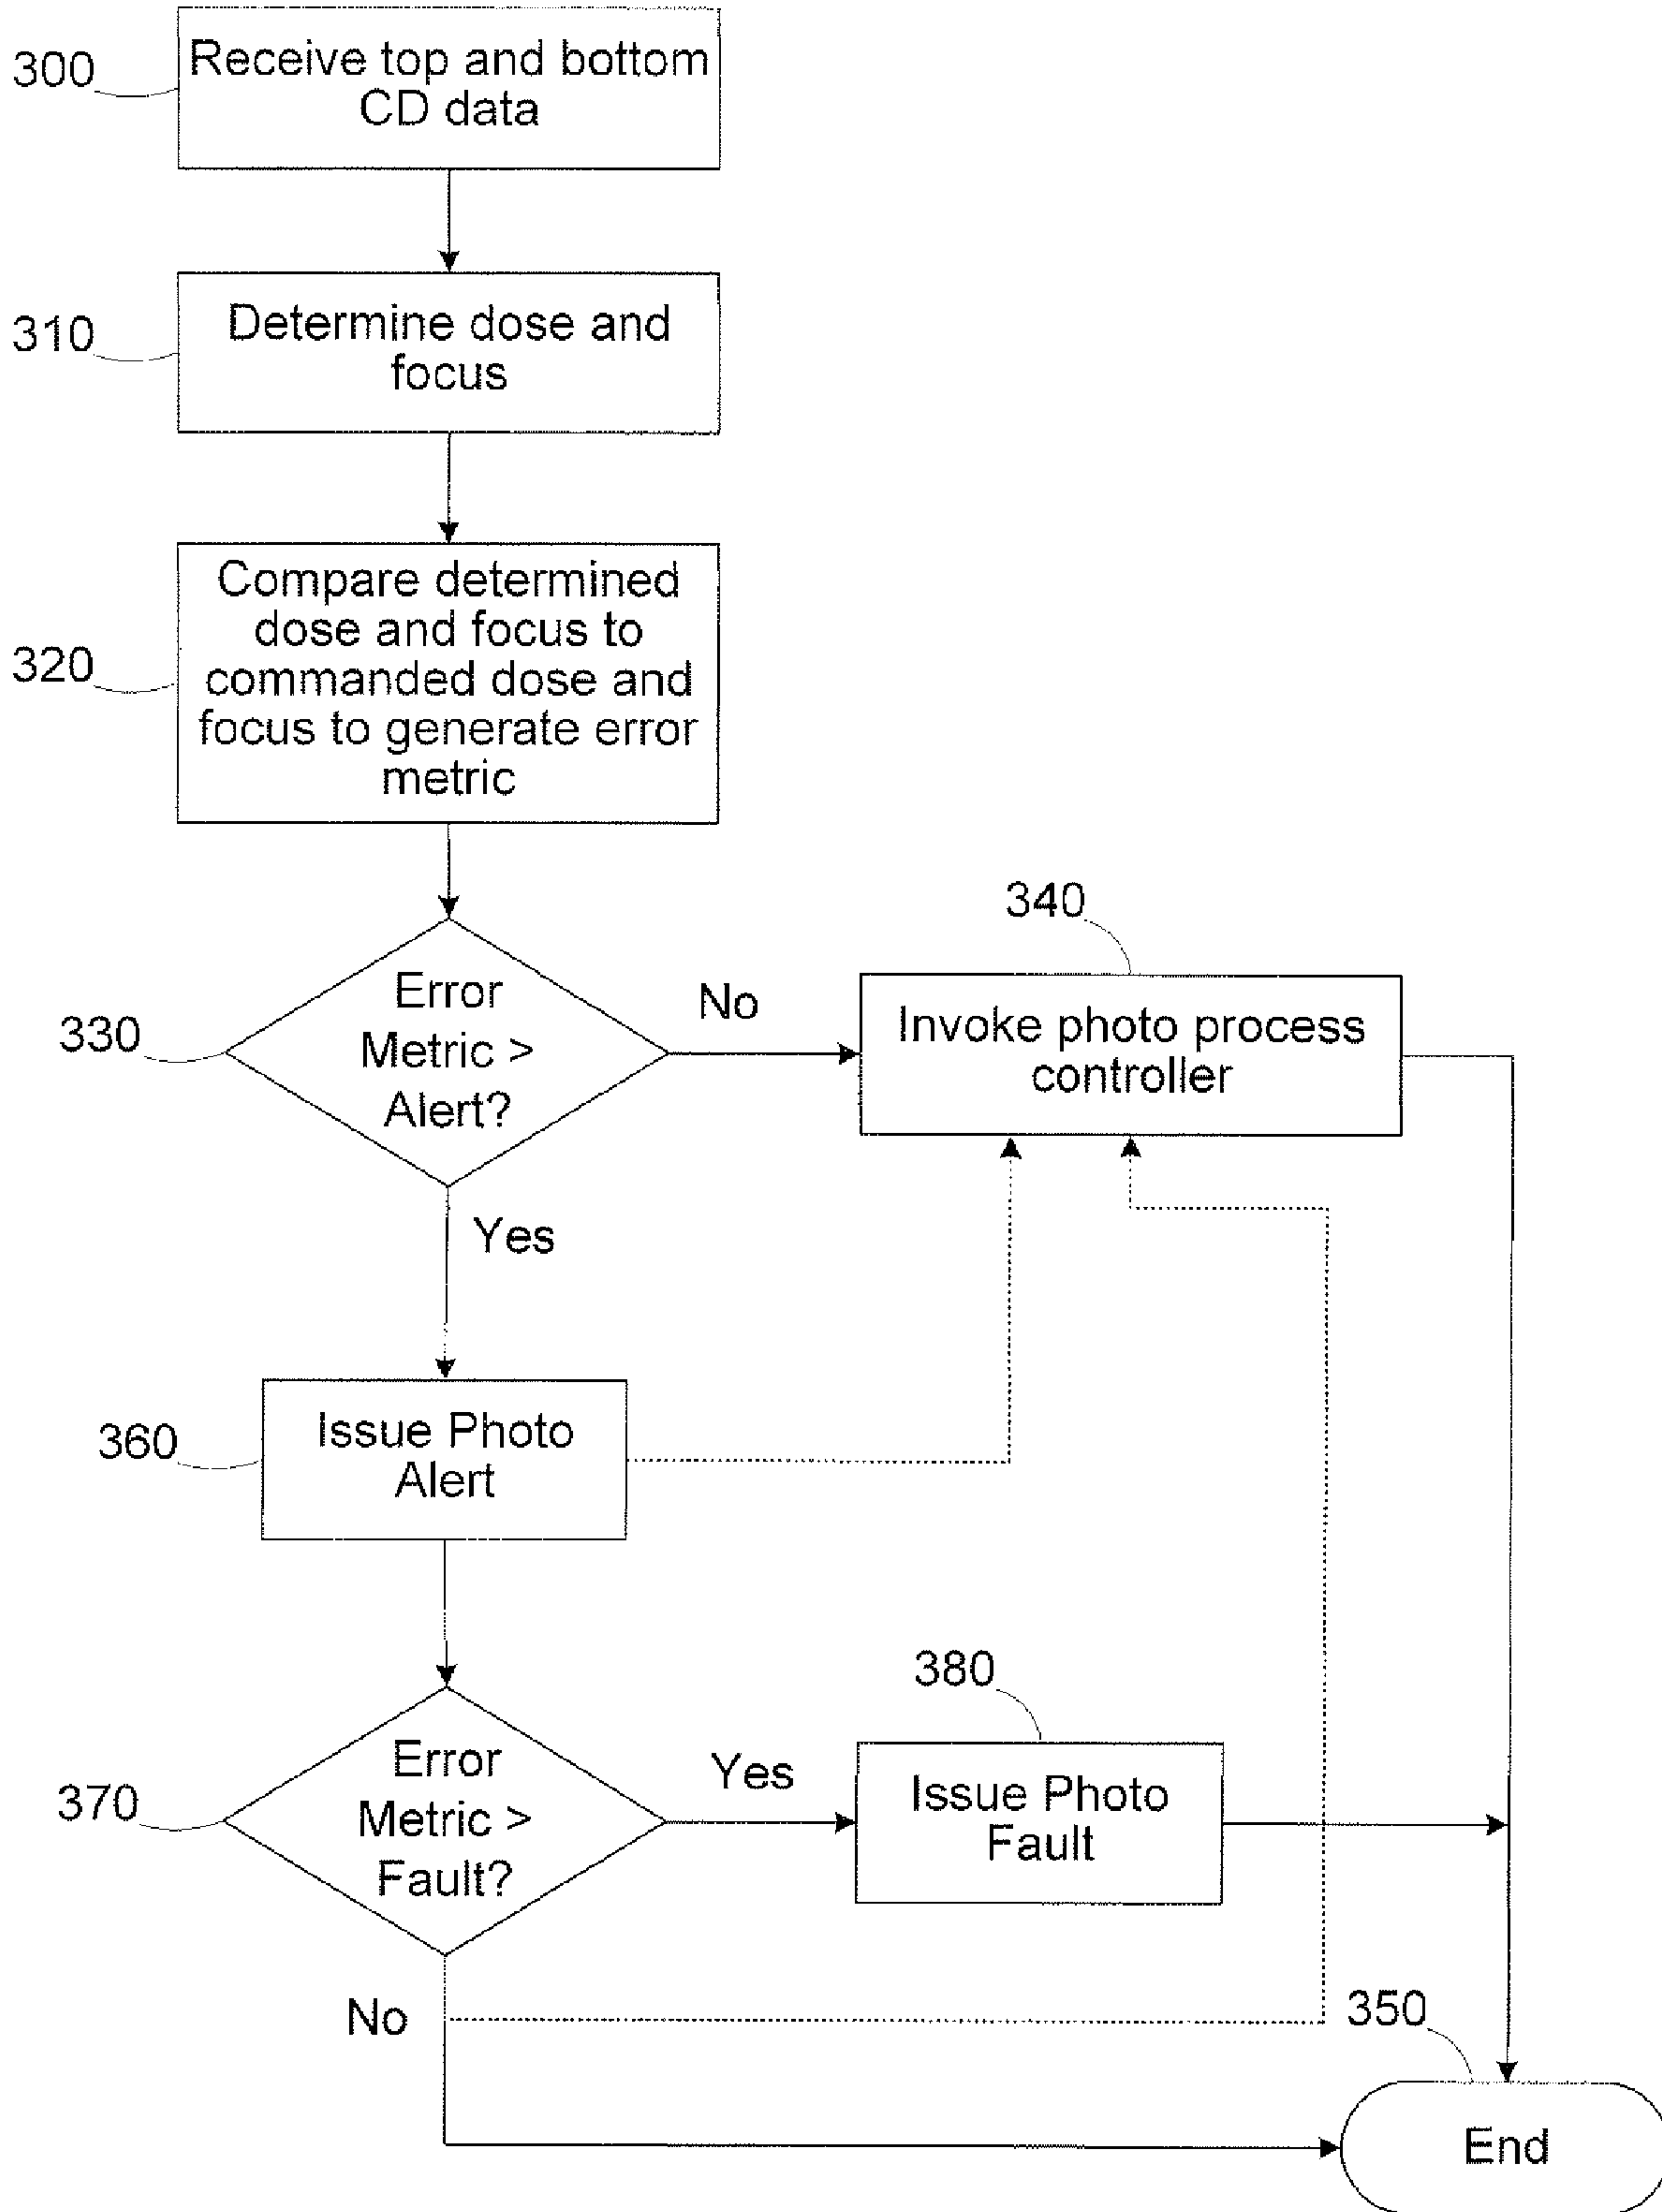 300
Receive top and bottom
CD data
310
Determine dose and
focus
320
Compare determined
dose and focus to
commanded dose and
focus to generate error
metric
330
Error
Metric >
Alert?
No
340
Invoke photo process
controller
Yes
360
Issue Photo
Alert
370
Error
Metric >
Fault?
Yes
380
Issue Photo
Fault
No
350
End